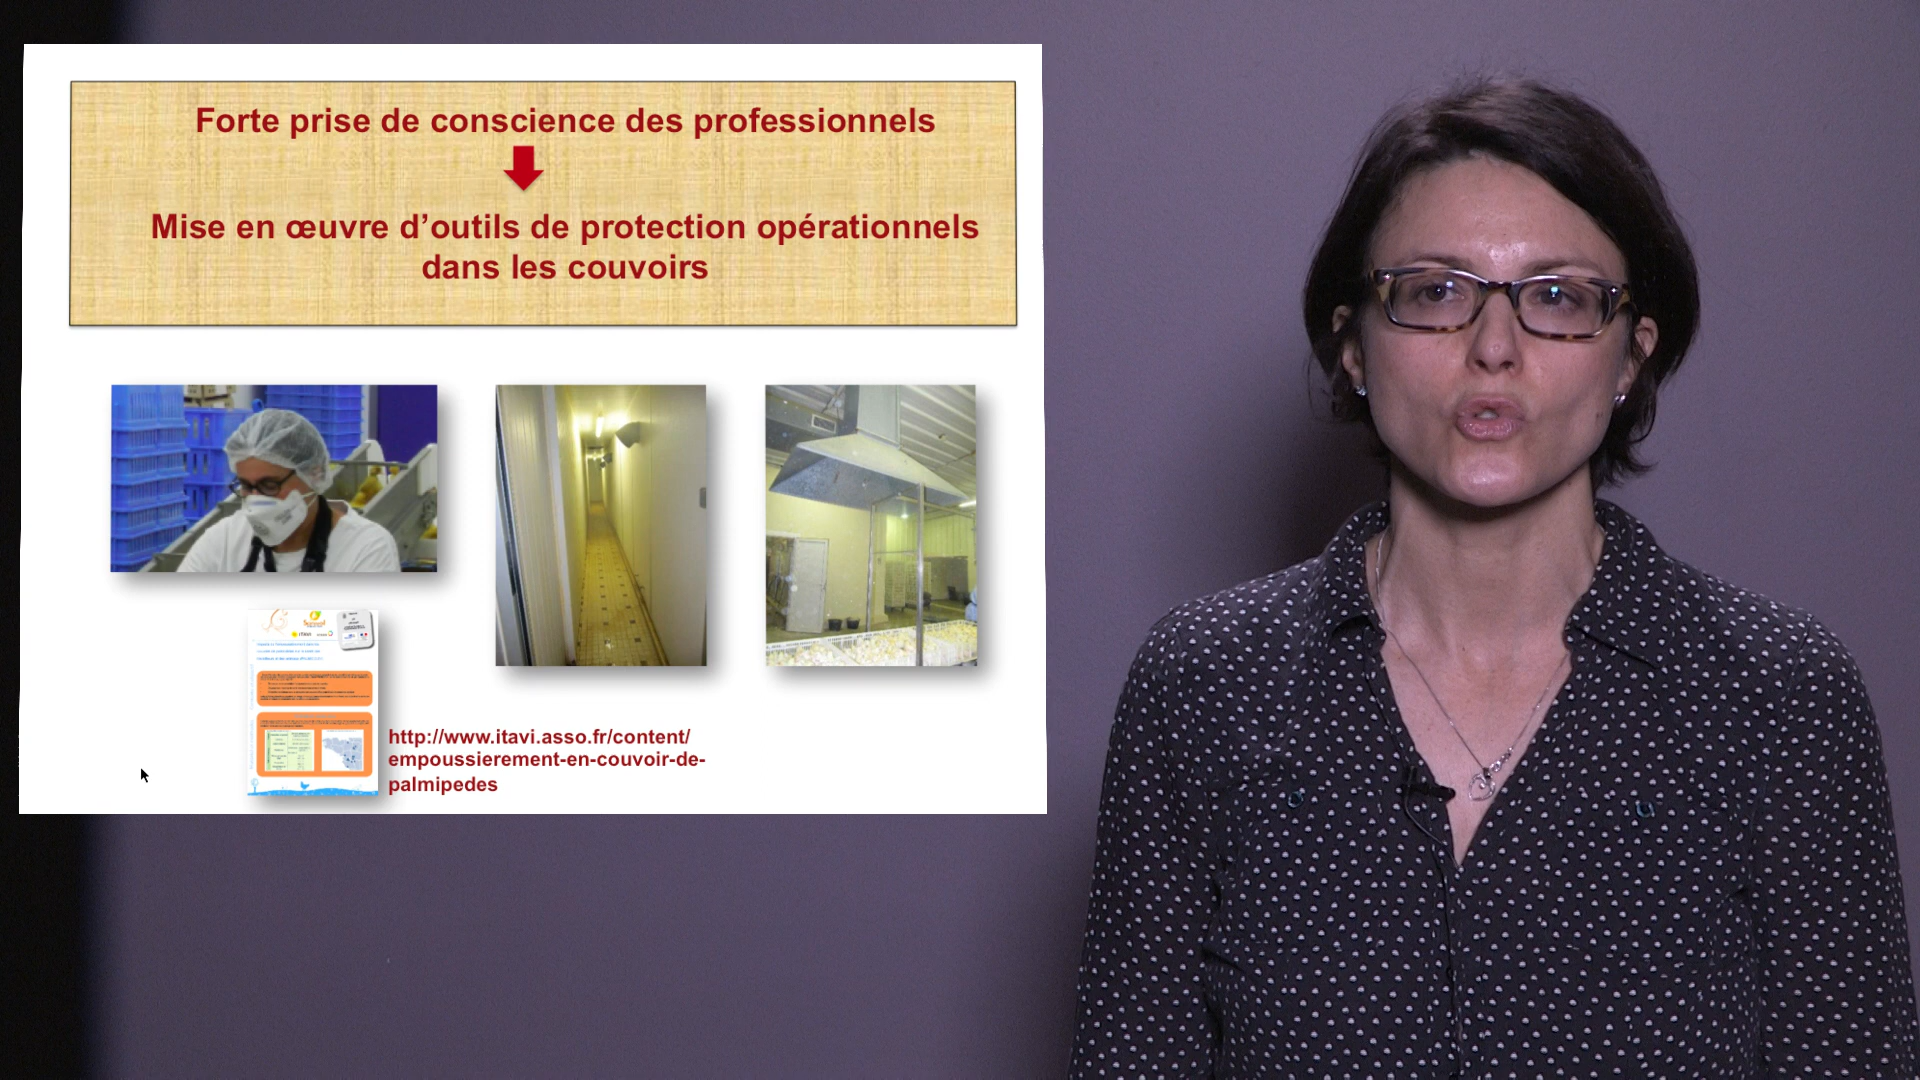 Forte prise de conscience des professionnels
Mise en œuvre d’outils de protection opérationnels
dans les couvoirs
http://www.itavi.asso.fr/content/
empoussierement-en-couvoir-de-
palmipedes